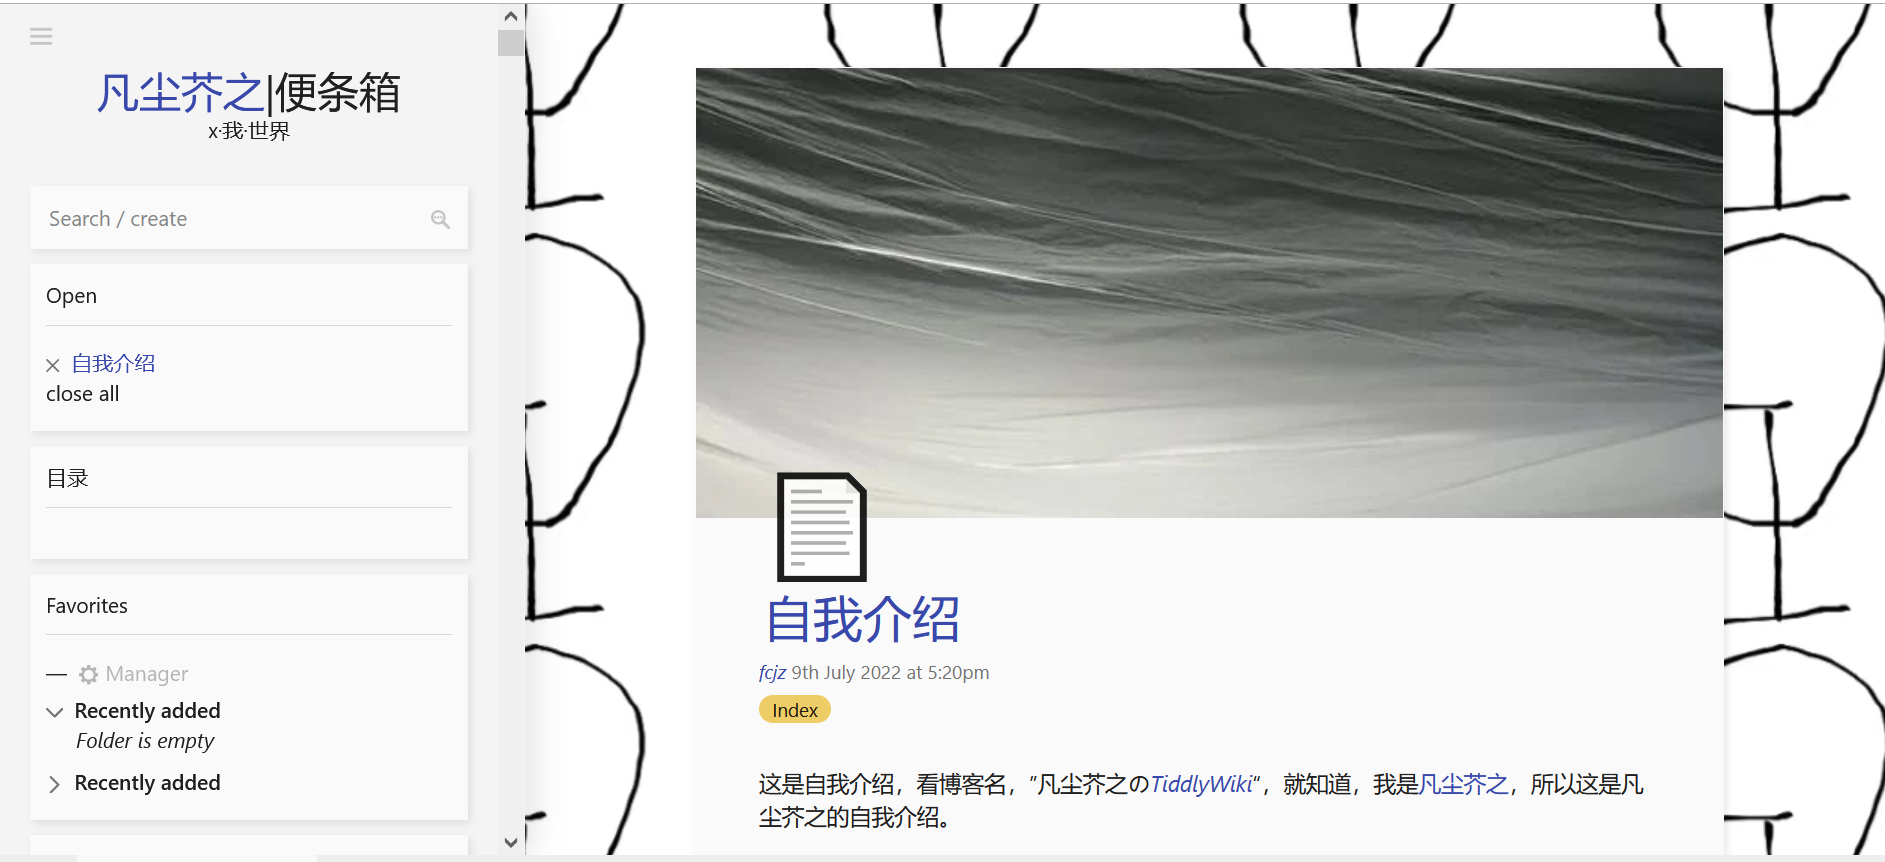 凡尘芥之|便条箱
x·我·世界
Search / create
Open
自我介绍
close all
目录
Favorites
— Manager
Recently added
Folder is empty
Recently added
自我介绍
fcjz 9th July 2022 at 5:20pm
Index
这是自我介绍，看博客名，“凡尘芥之のTiddlyWiki“，就知道，我是凡尘芥之，所以这是凡
尘芥之的自我介绍。